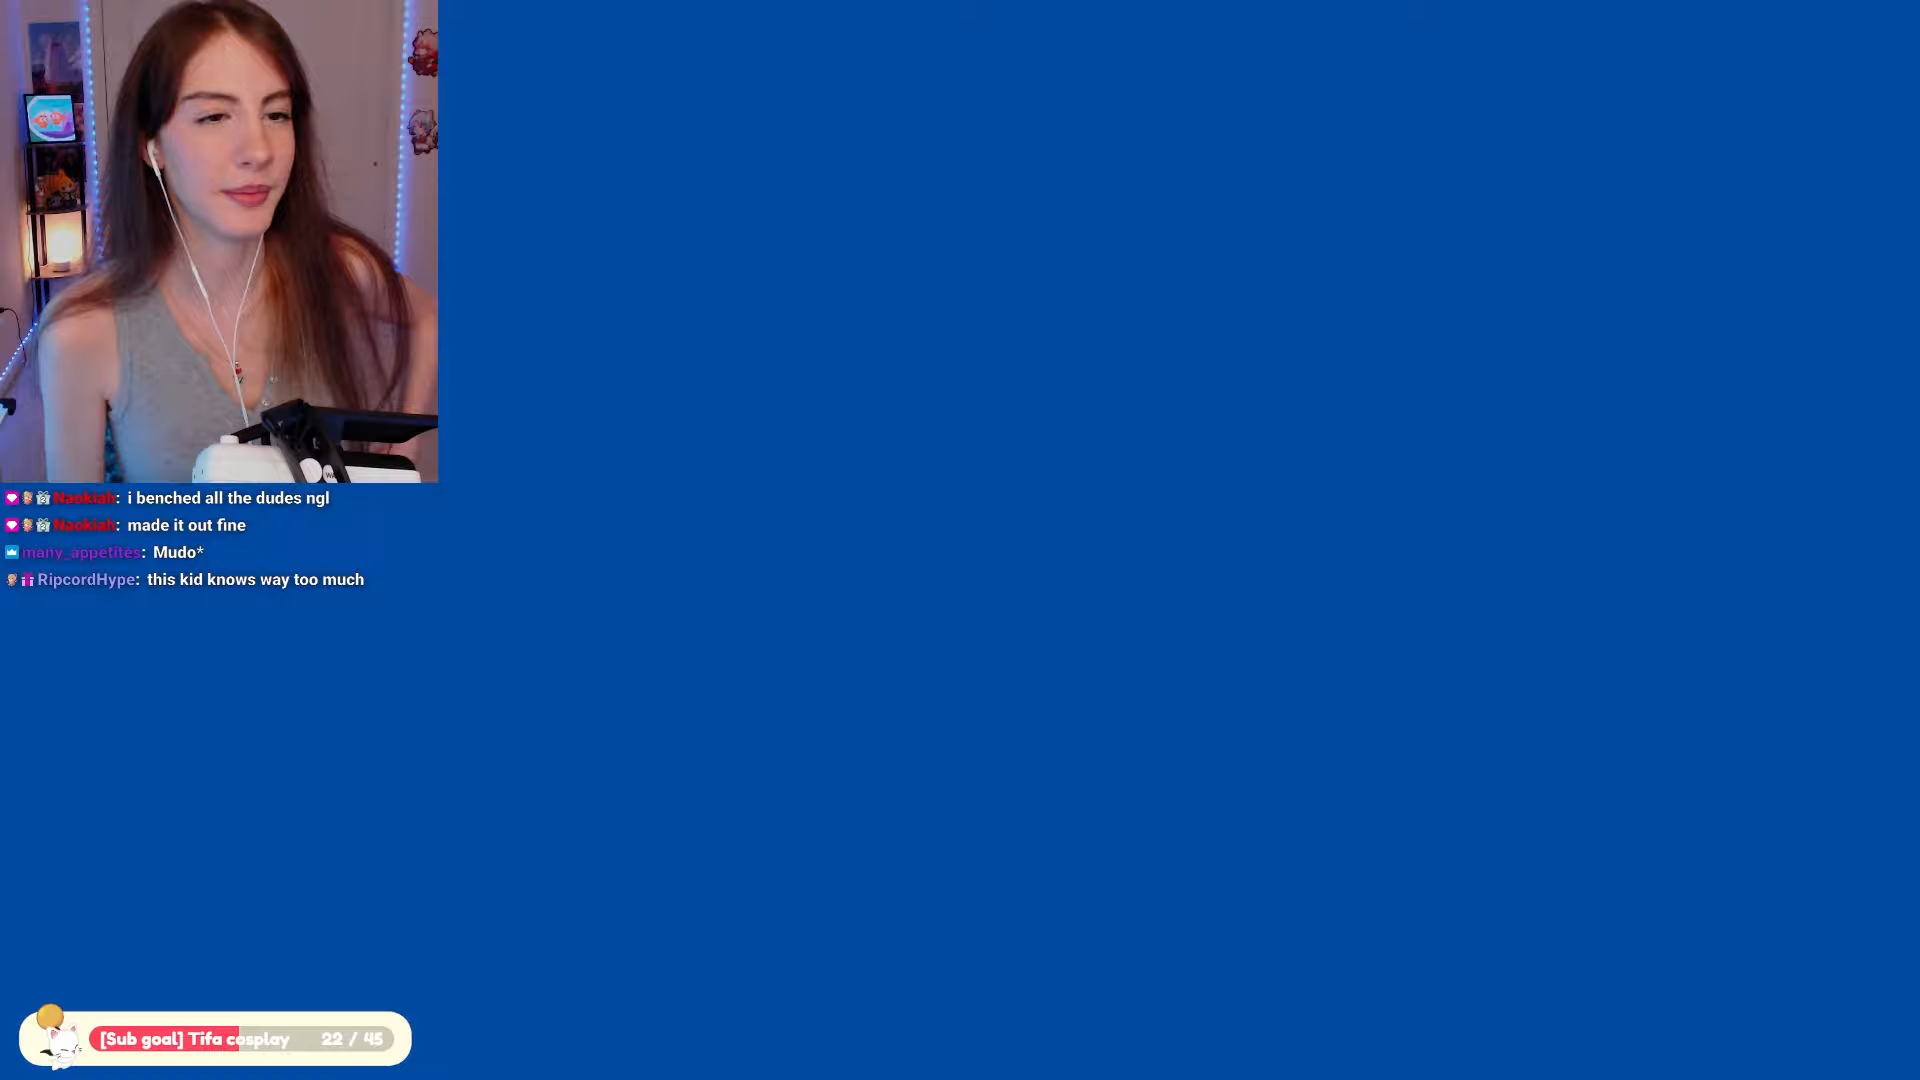 Naokiah: i benched all the dudes ngl
Naokiah: made it out fine
many_appetites: Mudo*
RipcordHype: this kid knows way too much
[Sub goal] Tifa cosplay 22 / 45